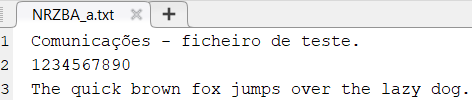 NRZBA_a.txt
1 Comunicações - ficheiro de teste.
2 1234567890
3 The quick brown fox jumps over the lazy dog.